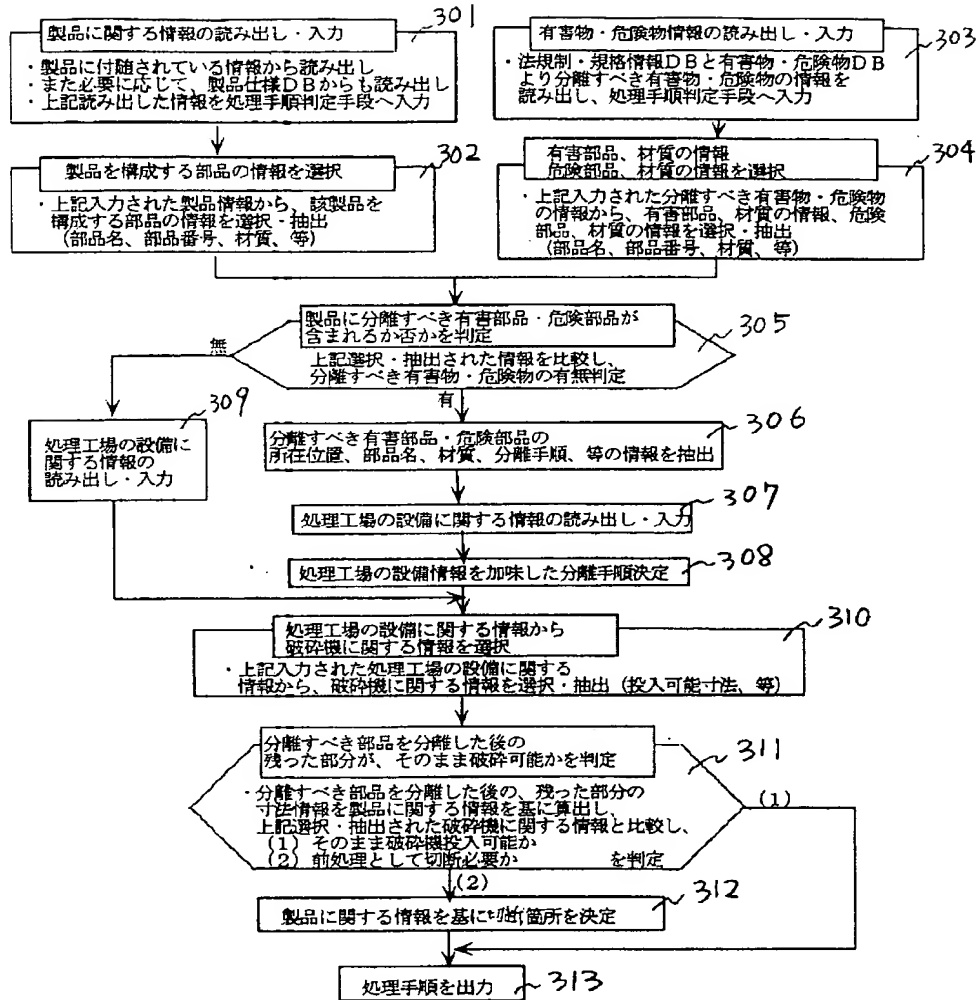 製品に関する情報の読み出し・入力
301
・製品に付随されている情報から読み出し
・また必要に応じて、製品仕様DBからも読み出し
・上記読み出した情報を処理手順判定手段へ入力
有害物・危険物情報の読み出し・入力
303
・法規制・規格情報DBと有害物・危険物DB
より分離すべき有害物・危険物の情報を
読み出し、処理手順判定手段へ入力
302
製品を構成する部品の情報を選択
・上記入力された製品情報から、該製品を
構成する部品の情報を選択・抽出
(部品名、部品番号、材質、等)
有害部品、材質の情報
危険部品、材質の情報を選択
304
・上記入力された分離すべき有害物・危険物
の情報から、有害部品、材質の情報、危険
部品、材質の情報を選択・抽出
(部品名、部品番号、材質、等)
製品に分離すべき有害部品・危険部品が
含まれるか否かを判定
305
上記選択・抽出された情報を比較し、
分離すべき有害物・危険物の有無判定
無
有
309
処理工場の設備に
関する情報の
読み出し・入力
306
分離すべき有害部品・危険部品の
所在位置、部品名、材質、分離手順、等の情報を抽出
307
処理工場の設備に関する情報の読み出し・入力
308
処理工場の設備情報を加味した分離手順決定
310
処理工場の設備に関する情報から
破砕機に関する情報を選択
・上記入力された処理工場の設備に関する
情報から、破砕機に関する情報を選択・抽出(投入可能寸法、等)
分離すべき部品を分離した後の
残った部分が、そのまま破砕可能かを判定
311
・分離すべき部品を分離した後の、残った部分の
寸法情報を製品に関する情報を基に算出し、
上記選択・抽出された破砕機に関する情報と比較し、
(1) そのまま破砕機投入可能か
(2) 前処理として切断必要か を判定
(1)
(2)
312
製品に関する情報を基に 箇所を決定
処理手順を出力
313